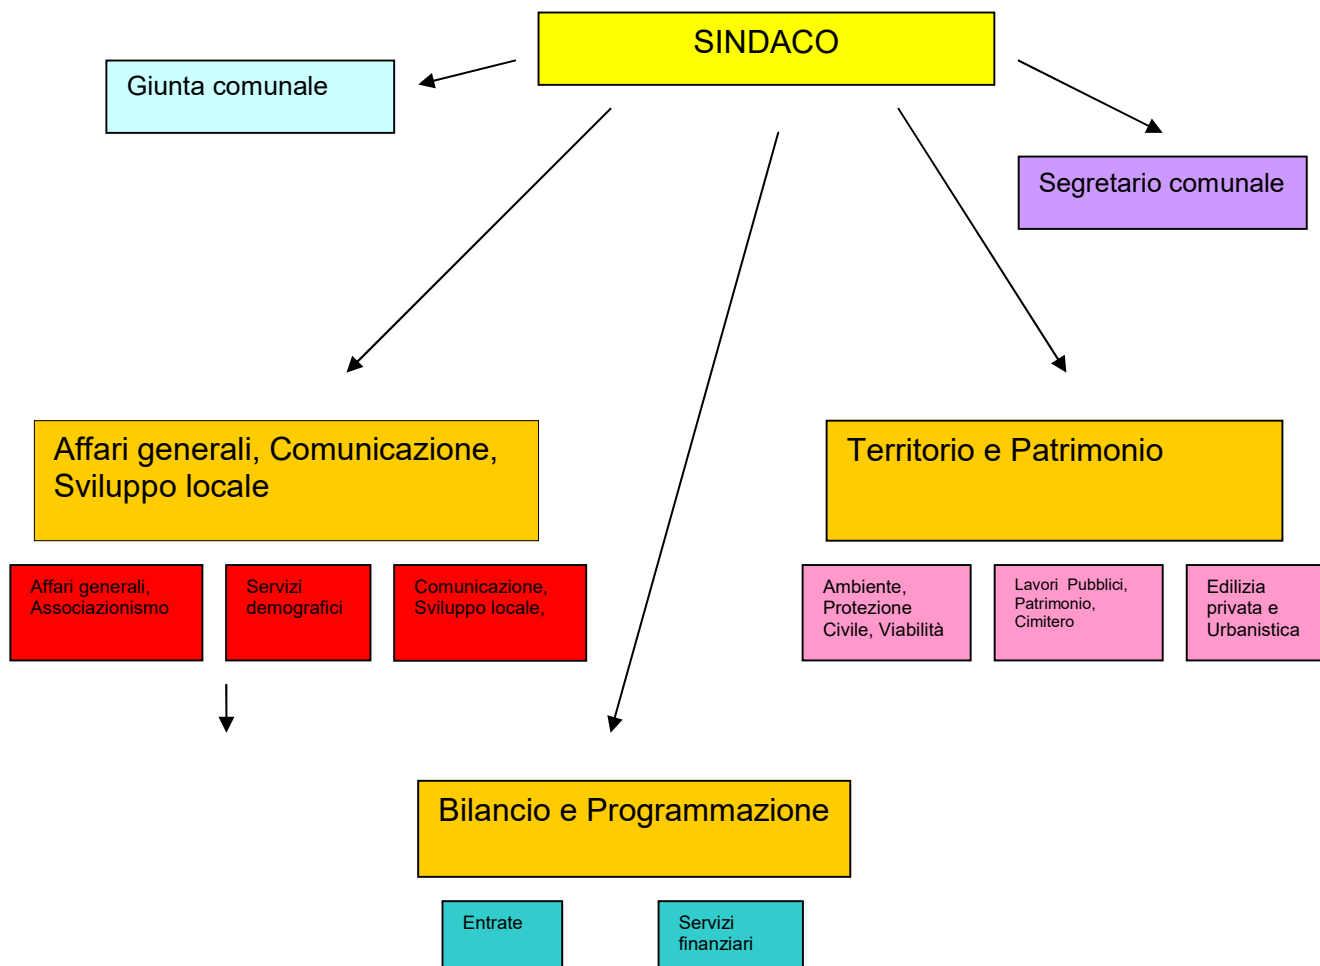 SINDACO
Giunta comunale
Segretario comunale
Affari generali, Comunicazione,
Sviluppo locale
Territorio e Patrimonio
Affari generali,
Associazionismo
Servizi
demografici
Comunicazione,
Sviluppo locale,
Ambiente,
Protezione
Civile, Viabilità
Lavori  Pubblici,
Patrimonio,
Cimitero
Edilizia
privata e
Urbanistica
Bilancio e Programmazione
Entrate
Servizi
finanziari